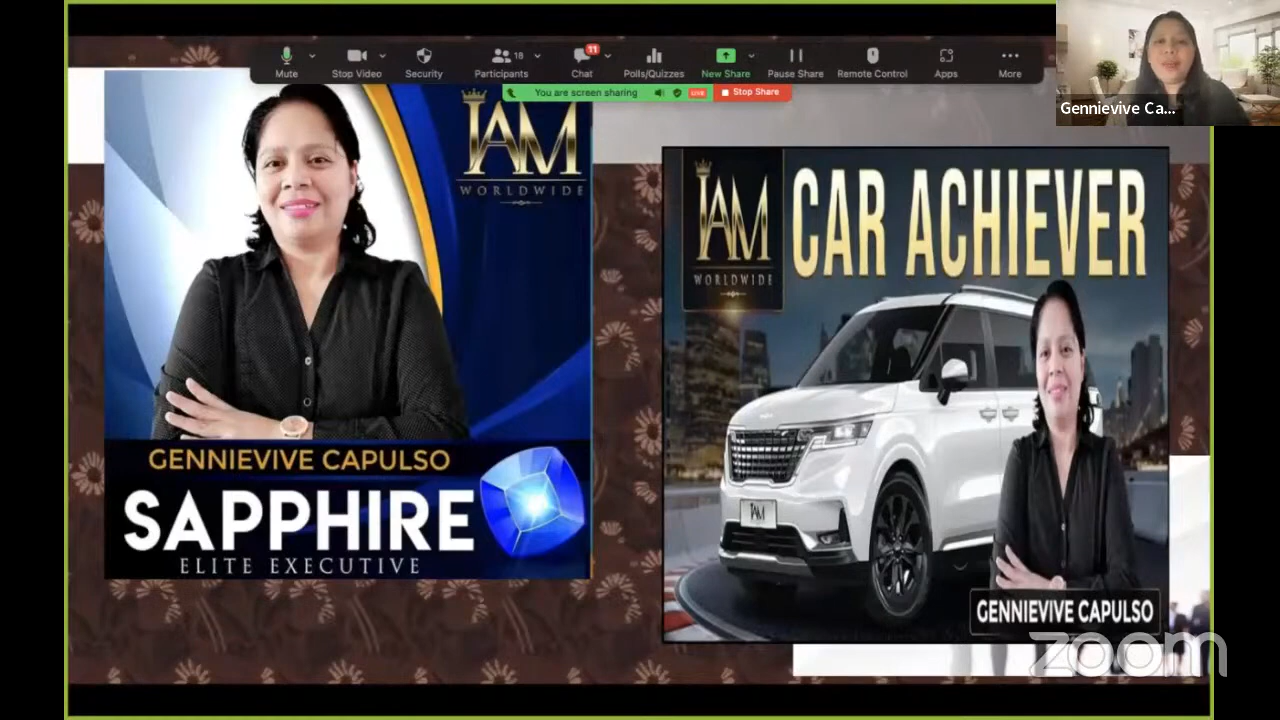 Mute
Stop Video
Security
18
Participants
11
Chat
Polls/Quizzes
New Share
Pause Share
Remote Control
Apps
More
You are screen sharing
LIVE
Stop Share
Gennievive Ca...
IAM
WORLDWIDE
GENNIEVIVE CAPULSO
SAPPHIRE
ELITE EXECUTIVE
IAM
WORLDWIDE
CAR ACHIEVER
IAM
GENNIEVIVE CAPULSO
zoom